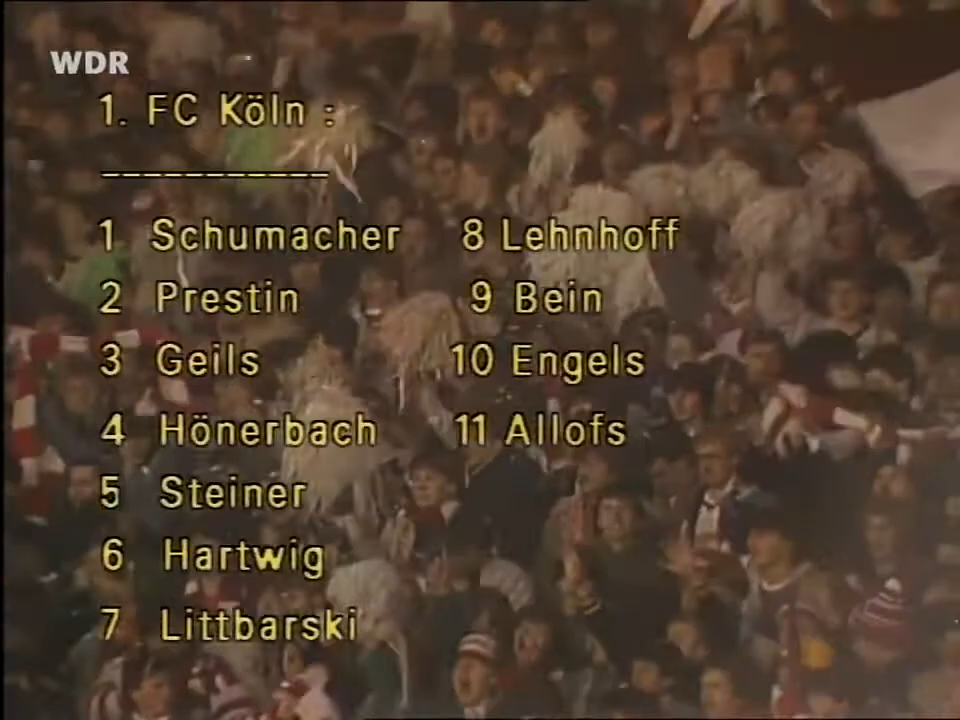 WDR
1. FC Köln :
-----------
1 Schumacher
2 Prestin
3 Geils
4 Hönerbach
5 Steiner
6 Hartwig
7 Littbarski
8 Lehnhoff
9 Bein
10 Engels
11 Allofs